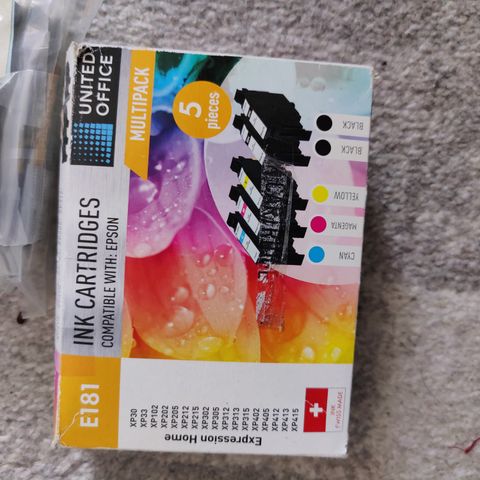 UNITED
OFFICE
MULTIPACK
5
pieces
BLACK
BLACK
YELLOW
MAGENTA
CYAN
INK CARTRIDGES
COMPATIBLE WITH: EPSON
E181
Expression Home
XP30
XP33
XP102
XP202
XP205
XP212
XP215
XP302
XP305
XP312
XP313
XP315
XP402
XP405
XP412
XP413
XP415
INK
SWISS MADE